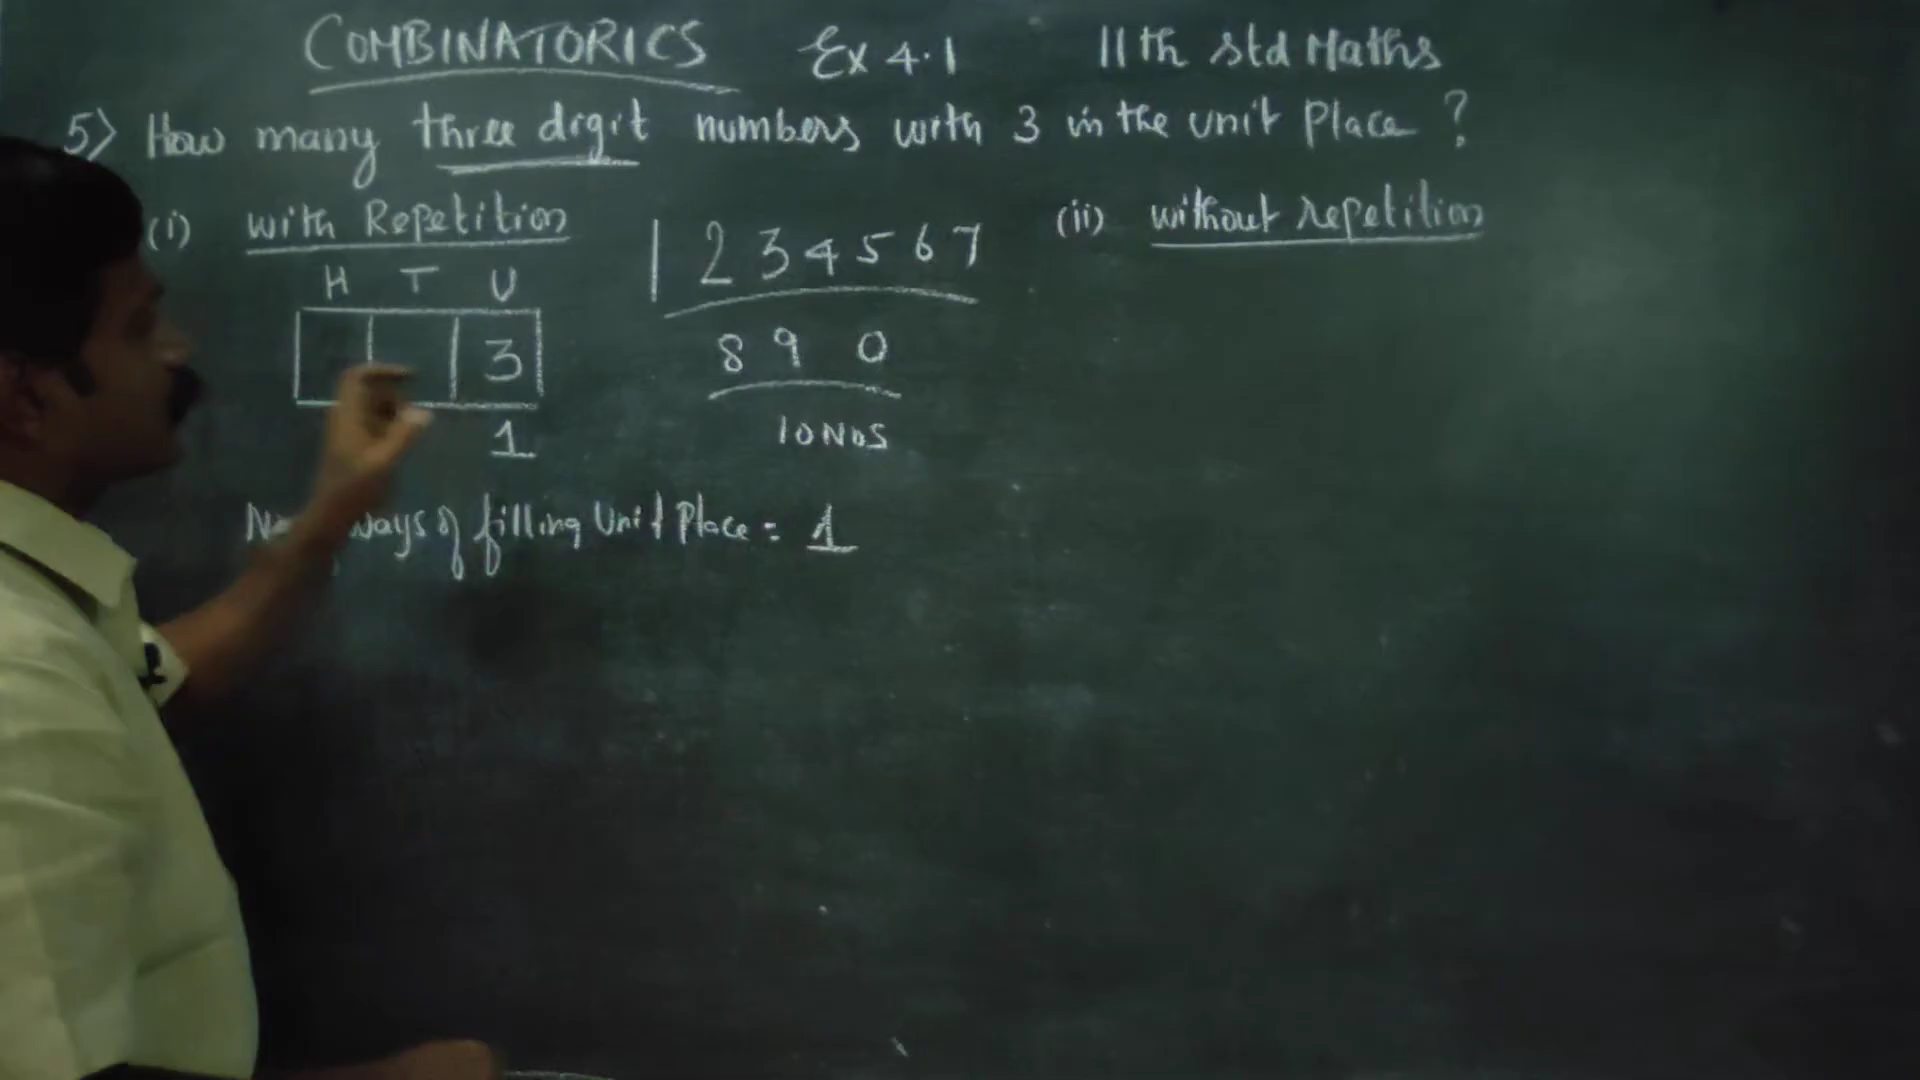 COMBINATORICS Ex 4.1 11th std Maths
5) How many three digit numbers with 3 in the unit Place ?
(i) with Repetition 1 2 3 4 5 6 7 (ii) without repetition
H T U
3 8 9 0
1 10 NOS
ways of filling Unit Place = 1